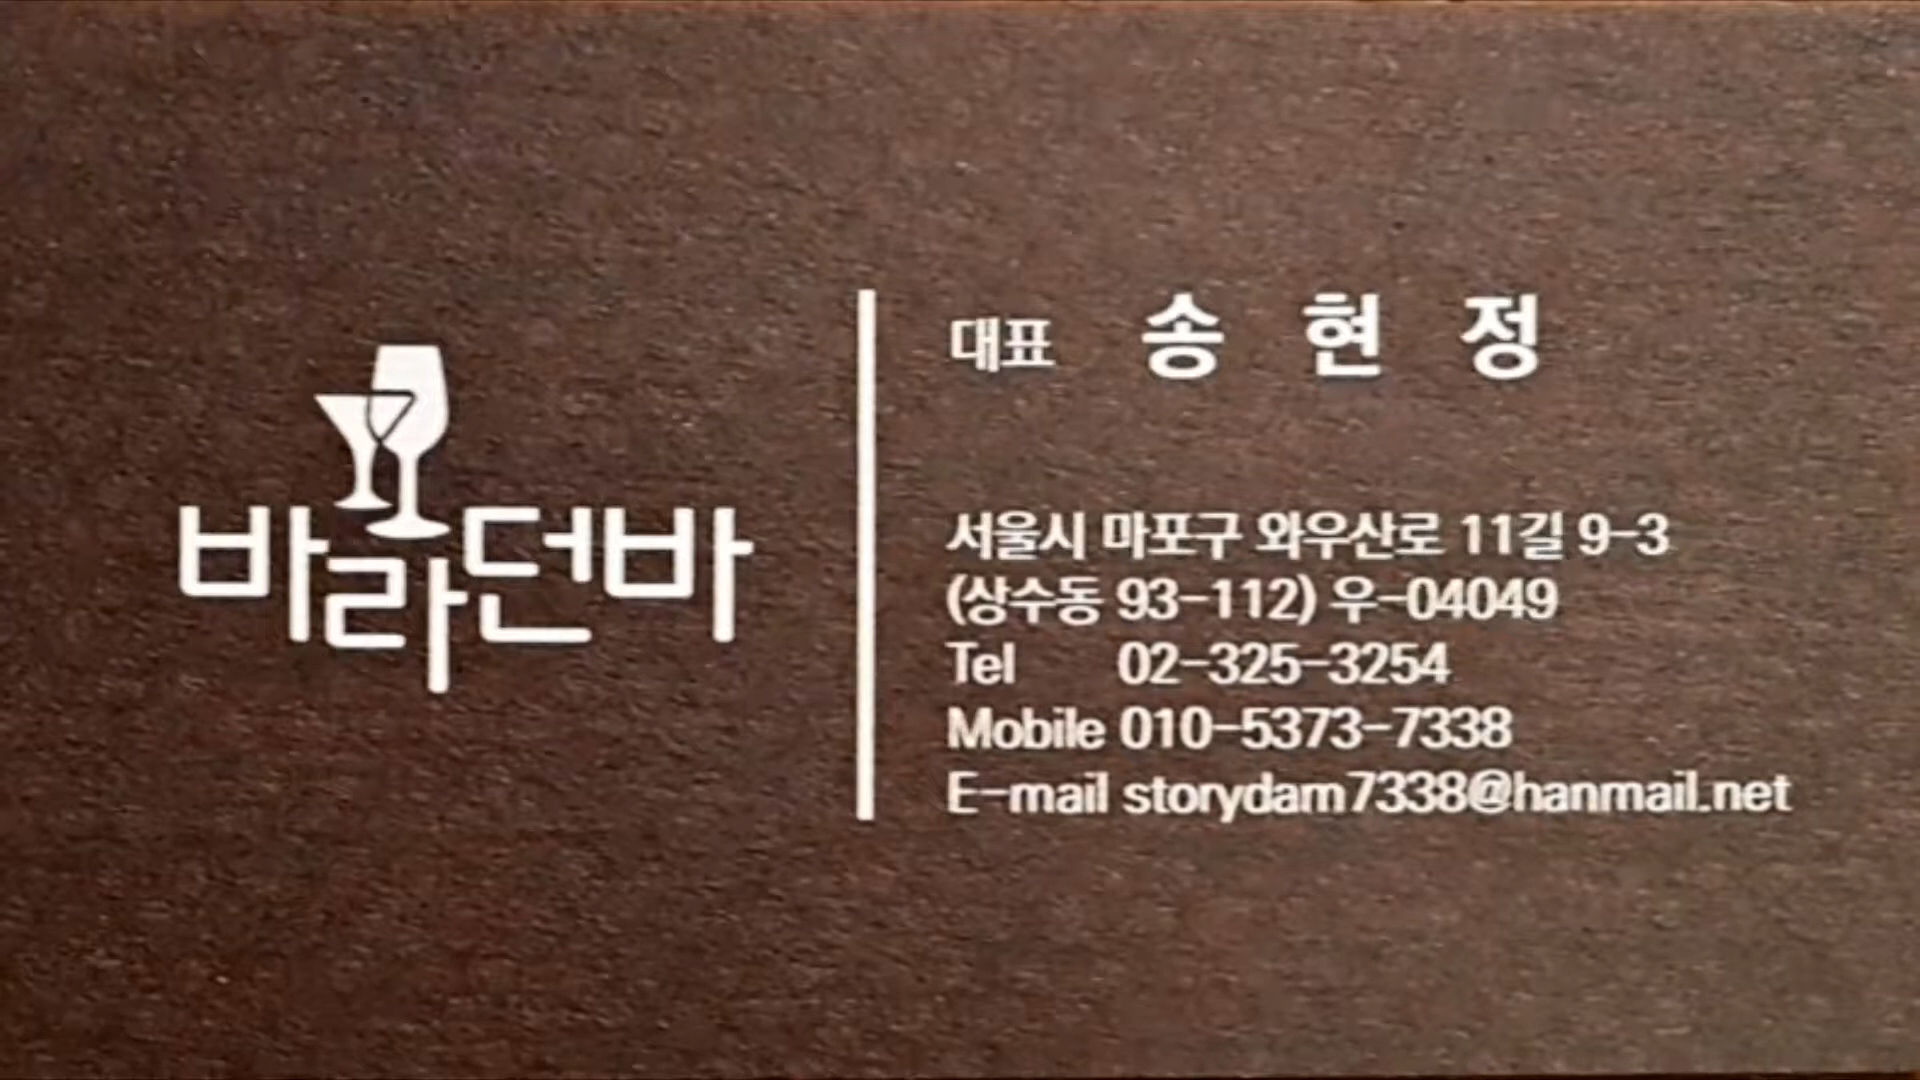 바라던바
대표 송현정
서울시 마포구 와우산로 11길 9-3
(상수동 93-112) 우-04049
Tel 02-325-3254
Mobile 010-5373-7338
E-mail storydam7338@hanmail.net